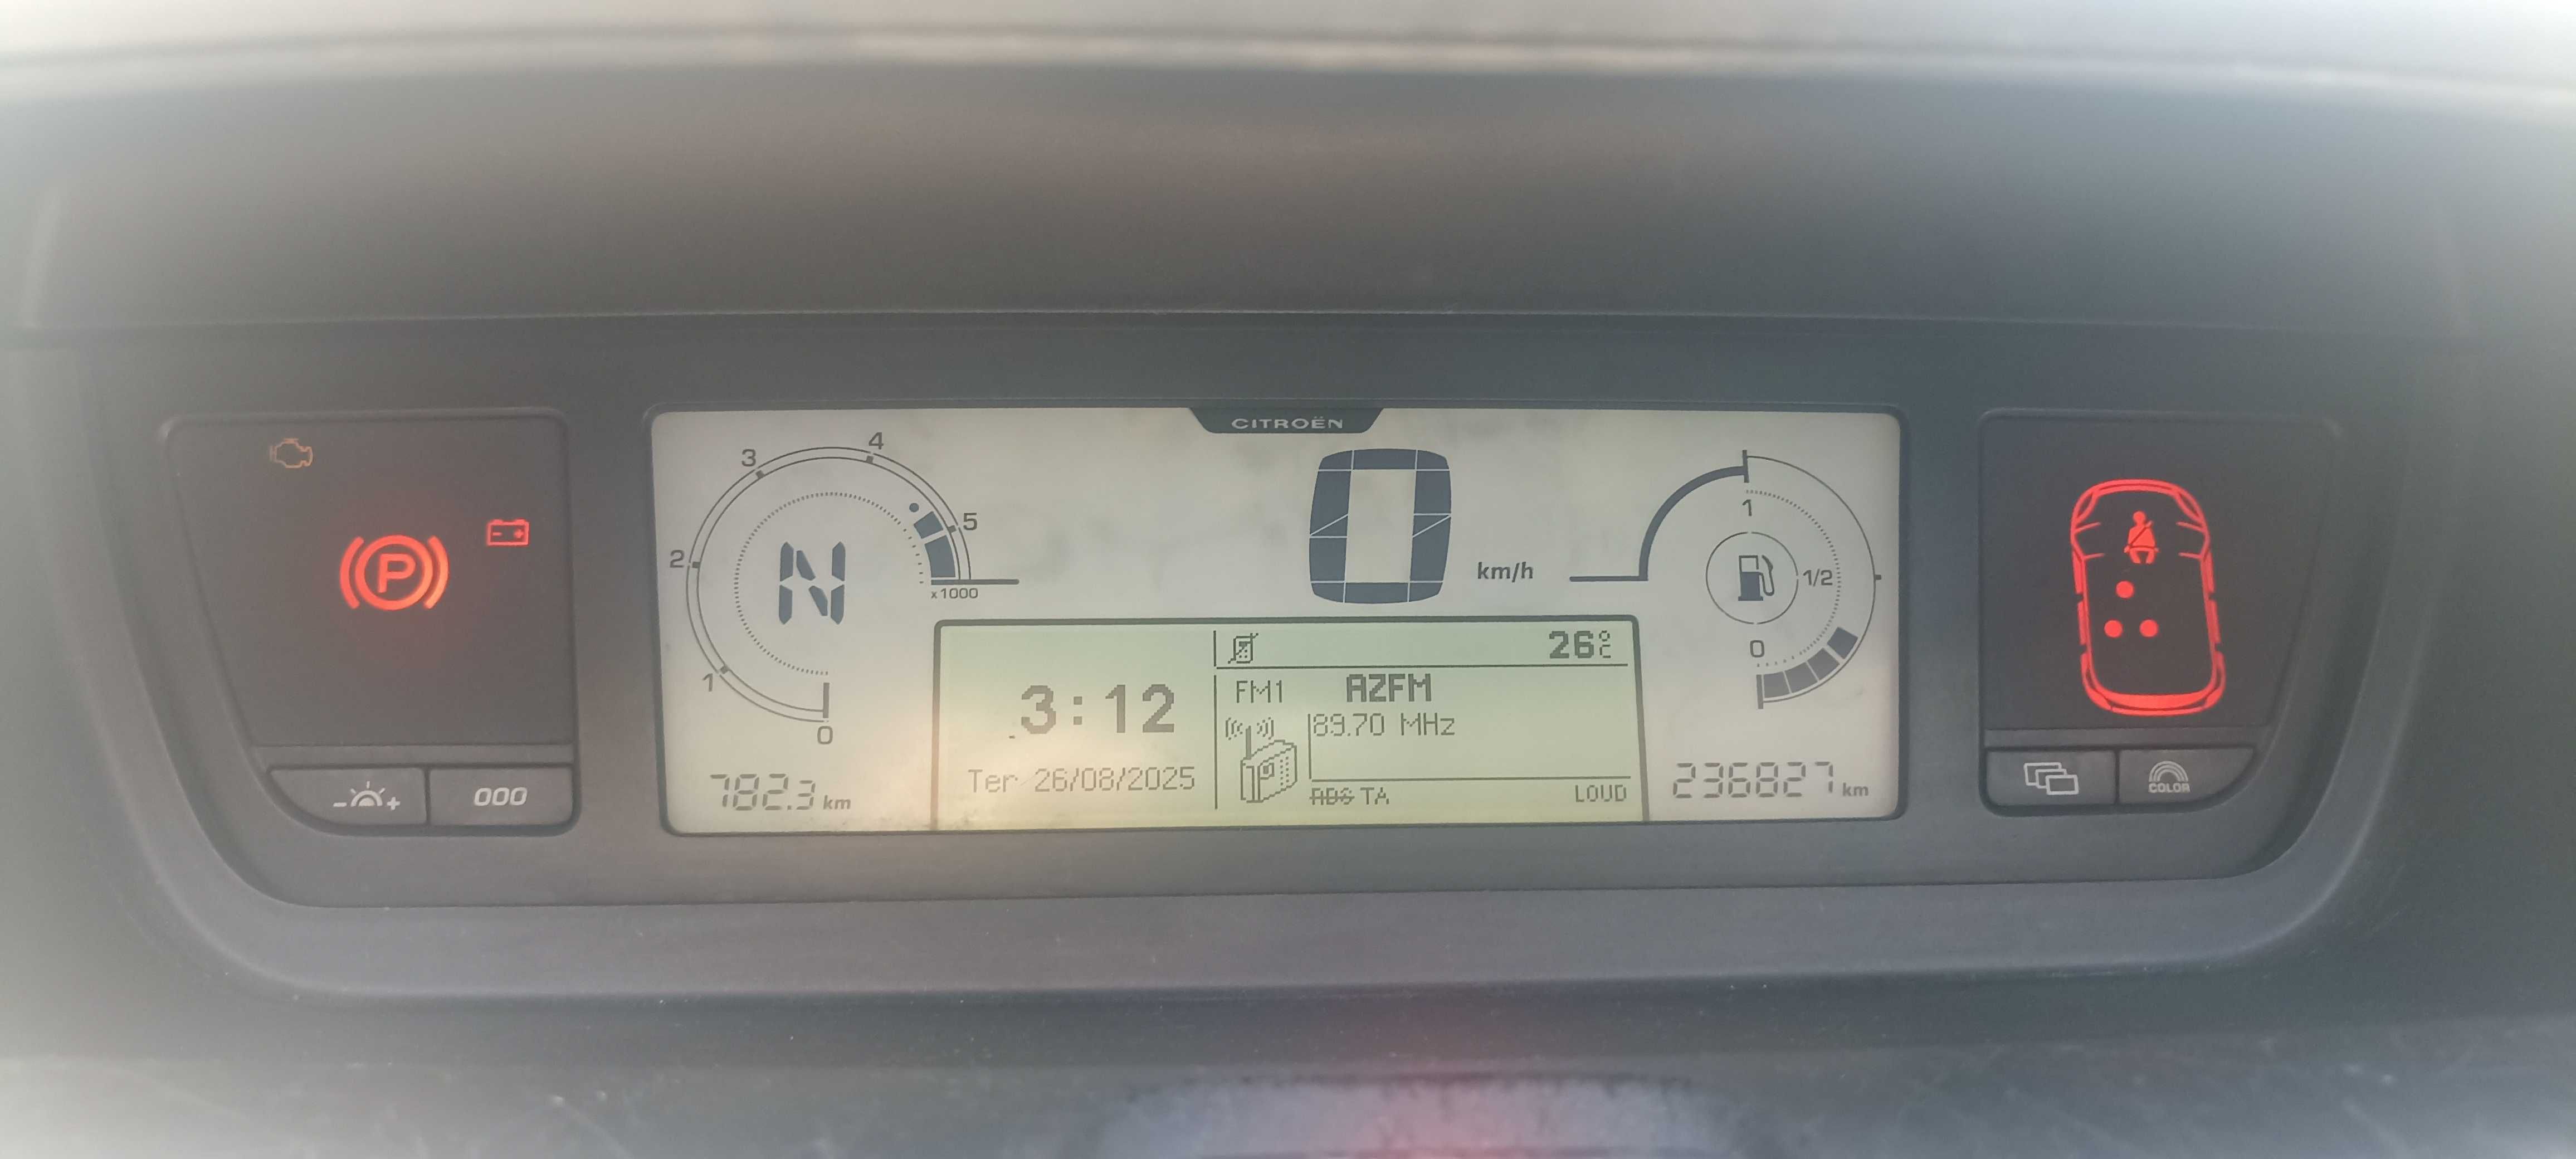 CITROËN
4
3
5
2
x1000
1
0
N
782.3 km
0
km/h
3:12
Ter 26/08/2025
26°C
FM1 AZFM
89.70 MHz
RDS TA LOUD
1
1/2
0
236827 km
P
- +
000
COLOR